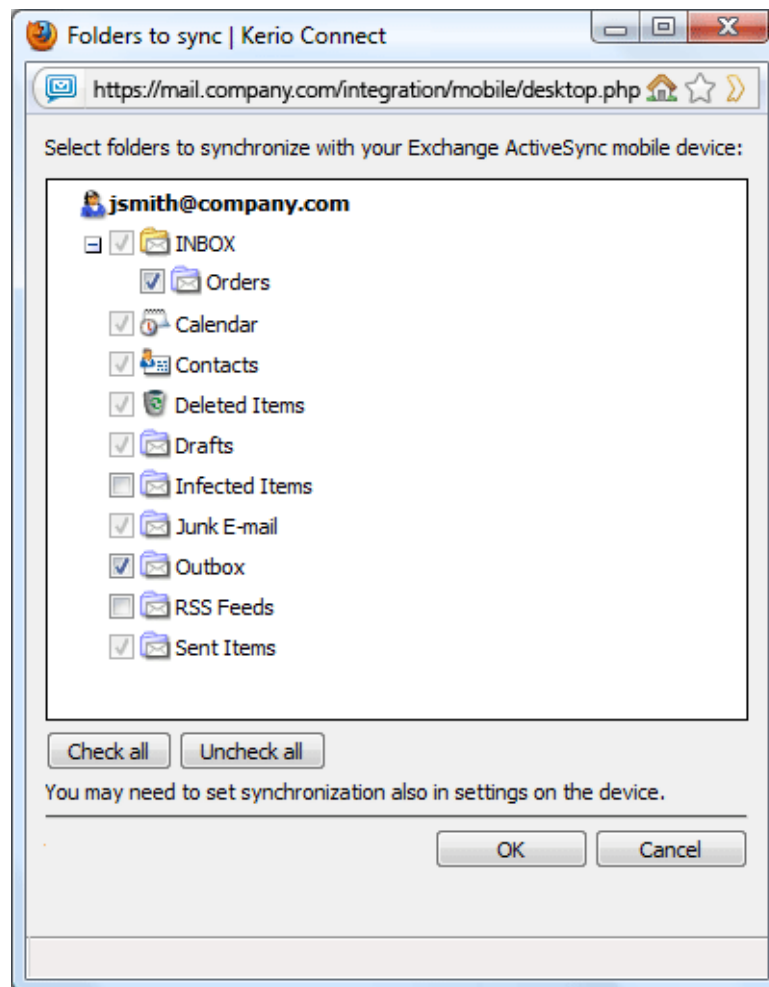 Folders to sync | Kerio Connect
https://mail.company.com/integration/mobile/desktop.php
Select folders to synchronize with your Exchange ActiveSync mobile device:
jsmith@company.com
INBOX
Orders
Calendar
Contacts
Deleted Items
Drafts
Infected Items
Junk E-mail
Outbox
RSS Feeds
Sent Items
Check all Uncheck all
You may need to set synchronization also in settings on the device.
OK Cancel